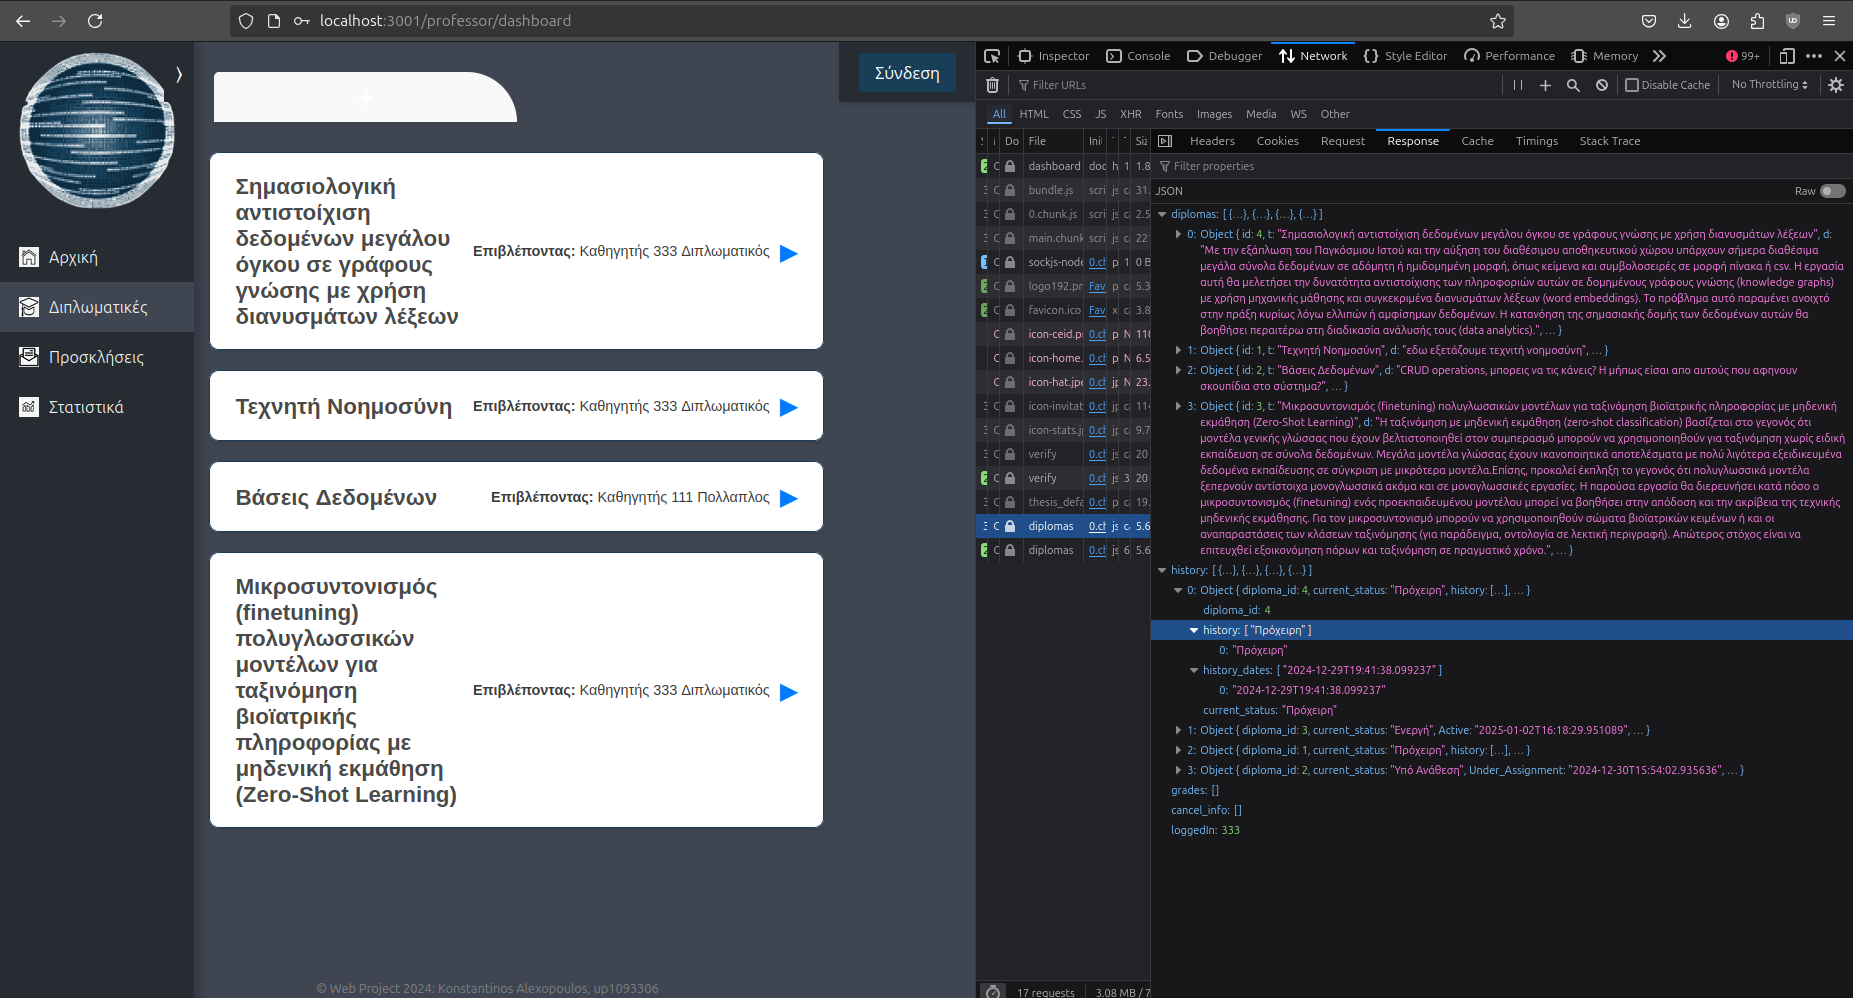 localhost:3001/professor/dashboard
Αρχική
Διπλωματικές
Προσκλήσεις
Στατιστικά
+
Σύνδεση
Σημασιολογική
αντιστοίχιση
δεδομένων μεγάλου
όγκου σε γράφους
γνώσης με χρήση
διανυσμάτων λέξεων
Επιβλέποντας: Καθηγητής 333 Διπλωματικός
Τεχνητή Νοημοσύνη
Επιβλέποντας: Καθηγητής 333 Διπλωματικός
Βάσεις Δεδομένων
Επιβλέποντας: Καθηγητής 111 Πολλαπλος
Μικροσυντονισμός
(finetuning)
πολυγλωσσικών
μοντέλων για
ταξινόμηση
βιοϊατρικής
πληροφορίας με
μηδενική εκμάθηση
(Zero-Shot Learning)
Επιβλέποντας: Καθηγητής 333 Διπλωματικός
© Web Project 2024: Konstantinos Alexopoulos, up1093306
Inspector Console Debugger Network Style Editor Performance Memory 99+
Filter URLs
Disable Cache No Throttling
All HTML CSS JS XHR Fonts Images Media WS Other
Do File Init
dashboard doc h 1 1.8
bundle.js scri js 31.
0.chunk.js scri js 2.5
main.chunk scri js 22
sockjs-node 0.ch p 1 0 B
logo192.pr Fav p 5.3
favicon.ico Fav x 3.8
icon-ceid.p 0.ch p N 110
icon-home. 0.ch p N 6.5
icon-hat.jpe 0.ch jp N 23.
icon-invitat 0.ch jp 114
icon-stats.j 0.ch jp 9.7
verify 0.ch js 20
verify 0.ch js 3 20
thesis_defa 0.ch p 19.
diplomas 0.ch js 5.6
diplomas 0.ch js 6 5.6
17 requests 3.08 MB / 7
Headers Cookies Request Response Cache Timings Stack Trace
Filter properties
JSON
Raw
diplomas: [ {…}, {…}, {…}, {…} ]
0: Object { id: 4, t: "Σημασιολογική αντιστοίχιση δεδομένων μεγάλου όγκου σε γράφους γνώσης με χρήση διανυσμάτων λέξεων", d:
"Με την εξάπλωση του Παγκόσμιου Ιστού και την αύξηση του διαθέσιμου αποθηκευτικού χώρου υπάρχουν σήμερα διαθέσιμα
μεγάλα σύνολα δεδομένων σε αδόμητη ή ημιδομημένη μορφή, όπως κείμενα και συμβολοσειρές σε μορφή πίνακα ή csv. Η εργασία
αυτή θα μελετήσει την δυνατότητα αντιστοίχισης των πληροφοριών αυτών σε δομημένους γράφους γνώσης (knowledge graphs)
με χρήση μηχανικής μάθησης και συγκεκριμένα διανυσμάτων λέξεων (word embeddings). Το πρόβλημα αυτό παραμένει ανοιχτό
στην πράξη κυρίως λόγω ελλιπών ή αμφίσημων δεδομένων. Η κατανόηση της σημασιακής δομής των δεδομένων αυτών θα
βοηθήσει περαιτέρω στη διαδικασία ανάλυσής τους (data analytics).", … }
1: Object { id: 1, t: "Τεχνητή Νοημοσύνη", d: "εδω εξετάζουμε τεχνιτή νοημοσύνη", … }
2: Object { id: 2, t: "Βάσεις Δεδομένων", d: "CRUD operations, μπορεις να τις κάνεις? Η μήπως είσαι απο αυτούς που αφηνουν
σκουπίδια στο σύστημα?", … }
3: Object { id: 3, t: "Μικροσυντονισμός (finetuning) πολυγλωσσικών μοντέλων για ταξινόμηση βιοϊατρικής πληροφορίας με μηδενική
εκμάθηση (Zero-Shot Learning)", d: "Η ταξινόμηση με μηδενική εκμάθηση (zero-shot classification) βασίζεται στο γεγονός ότι
μοντέλα γενικής γλώσσας που έχουν βελτιστοποιηθεί στον συμπερασμό μπορούν να χρησιμοποιηθούν για ταξινόμηση χωρίς ειδική
εκπαίδευση σε σύνολα δεδομένων. Μεγάλα μοντέλα γλώσσας έχουν ικανοποιητικά αποτελέσματα με πολύ λιγότερα εξειδικευμένα
δεδομένα εκπαίδευσης σε σύγκριση με μικρότερα μοντέλα.Επίσης, προκαλεί έκπληξη το γεγονός ότι πολυγλωσσικά μοντέλα
ξεπερνούν αντίστοιχα μονογλωσσικά ακόμα και σε μονογλωσσικές εργασίες. Η παρούσα εργασία θα διερευνήσει κατά πόσο ο
μικροσυντονισμός (finetuning) ενός προεκπαιδευμένου μοντέλου μπορεί να βοηθήσει στην απόδοση και την ακρίβεια της τεχνικής
μηδενικής εκμάθησης. Για τον μικροσυντονισμό μπορούν να χρησιμοποιηθούν σώματα βιοϊατρικών κειμένων ή και οι
αναπαραστάσεις των κλάσεων ταξινόμησης (για παράδειγμα, οντολογία σε λεκτική περιγραφή). Απώτερος στόχος είναι να
επιτευχθεί εξοικονόμηση πόρων και ταξινόμηση σε πραγματικό χρόνο.", … }
history: [ {…}, {…}, {…}, {…} ]
0: Object { diploma_id: 4, current_status: "Πρόχειρη", history: […], … }
diploma_id: 4
history: [ "Πρόχειρη" ]
0: "Πρόχειρη"
history_dates: [ "2024-12-29T19:41:38.099237" ]
0: "2024-12-29T19:41:38.099237"
current_status: "Πρόχειρη"
1: Object { diploma_id: 3, current_status: "Ενεργή", Active: "2025-01-02T16:18:29.951089", … }
2: Object { diploma_id: 1, current_status: "Πρόχειρη", history: […], … }
3: Object { diploma_id: 2, current_status: "Υπό Ανάθεση", Under_Assignment: "2024-12-30T15:54:02.935636", … }
grades: []
cancel_info: []
loggedIn: 333